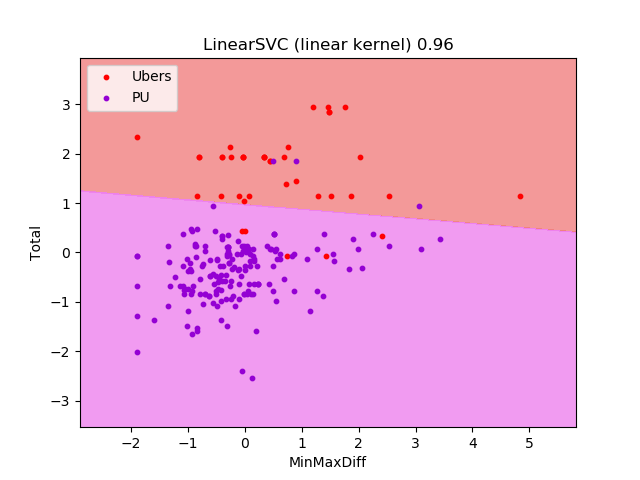 LinearSVC (linear kernel) 0.96
Ubers
PU
3
2
1
0
−1
−2
−3
Total
−2 −1 0 1 2 3 4 5
MinMaxDiff